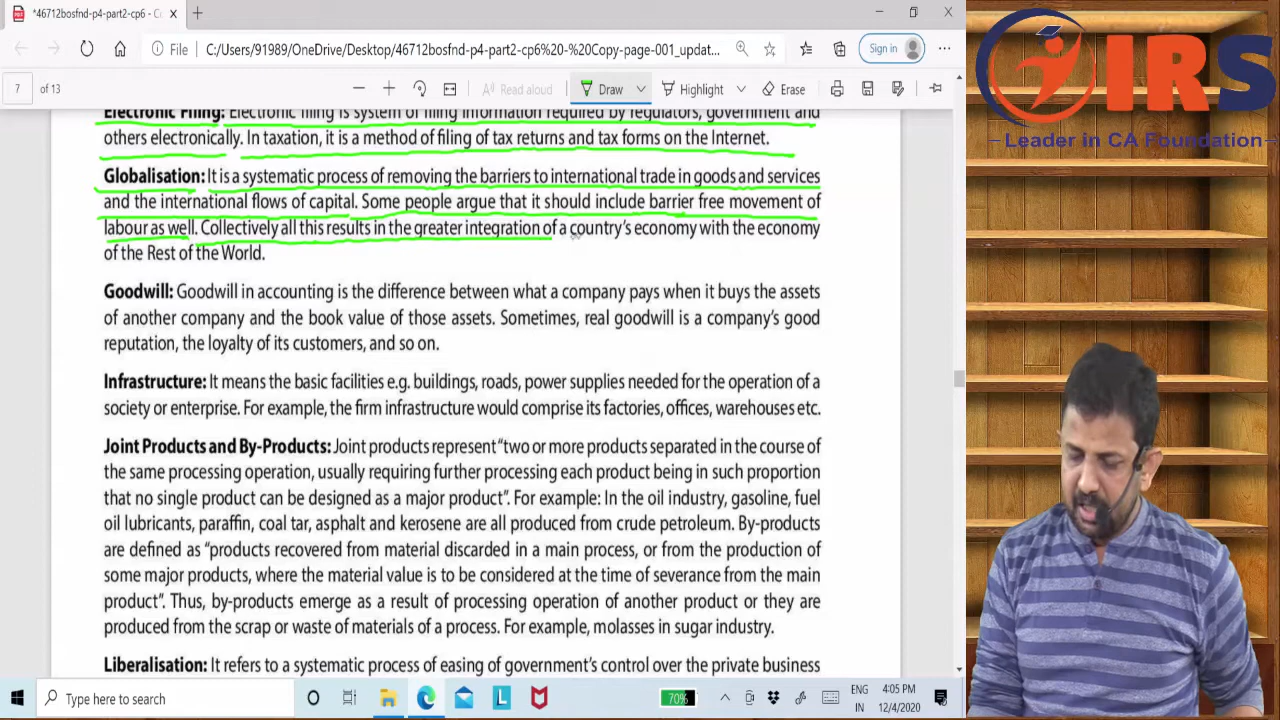 *46712bosfnd-p4-part2-cp6 - C
File
C:/Users/91989/OneDrive/Desktop/46712bosfnd-p4-part2-cp6%20-%20Copy-page-001_updat...
Sign in
7 of 13
Read aloud
Draw
Highlight
Erase
Electronic Filing: Electronic filing is system of filing information required by regulators, government and
others electronically. In taxation, it is a method of filing of tax returns and tax forms on the Internet.
Globalisation: It is a systematic process of removing the barriers to international trade in goods and services
and the international flows of capital. Some people argue that it should include barrier free movement of
labour as well. Collectively all this results in the greater integration of a country's economy with the economy
of the Rest of the World.
Goodwill: Goodwill in accounting is the difference between what a company pays when it buys the assets
of another company and the book value of those assets. Sometimes, real goodwill is a company's good
reputation, the loyalty of its customers, and so on.
Infrastructure: It means the basic facilities e.g. buildings, roads, power supplies needed for the operation of a
society or enterprise. For example, the firm infrastructure would comprise its factories, offices, warehouses etc.
Joint Products and By-Products: Joint products represent "two or more products separated in the course of
the same processing operation, usually requiring further processing each product being in such proportion
that no single product can be designed as a major product". For example: In the oil industry, gasoline, fuel
oil lubricants, paraffin, coal tar, asphalt and kerosene are all produced from crude petroleum. By-products
are defined as "products recovered from material discarded in a main process, or from the production of
some major products, where the material value is to be considered at the time of severance from the main
product". Thus, by-products emerge as a result of processing operation of another product or they are
produced from the scrap or waste of materials of a process. For example, molasses in sugar industry.
Liberalisation: It refers to a systematic process of easing of government's control over the private business
IRS
Leader in CA Foundation
Type here to search
70%
ENG
IN
4:05 PM
12/4/2020